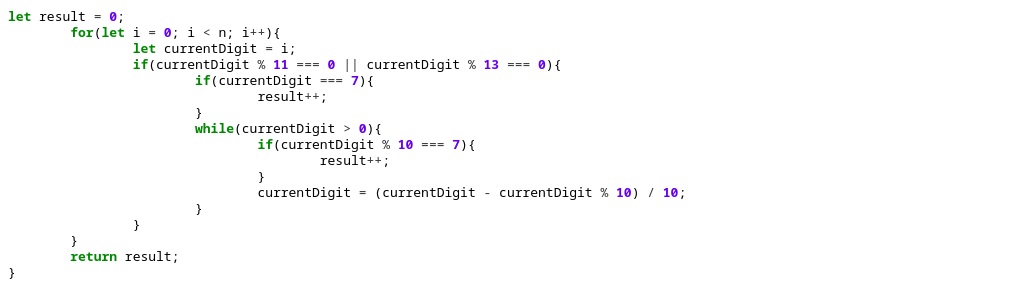 let result = 0;
for(let i = 0; i < n; i++){
let currentDigit = i;
if(currentDigit % 11 === 0 || currentDigit % 13 === 0){
if(currentDigit === 7){
result++;
}
while(currentDigit > 0){
if(currentDigit % 10 === 7){
result++;
}
currentDigit = (currentDigit - currentDigit % 10) / 10;
}
}
}
return result;
}